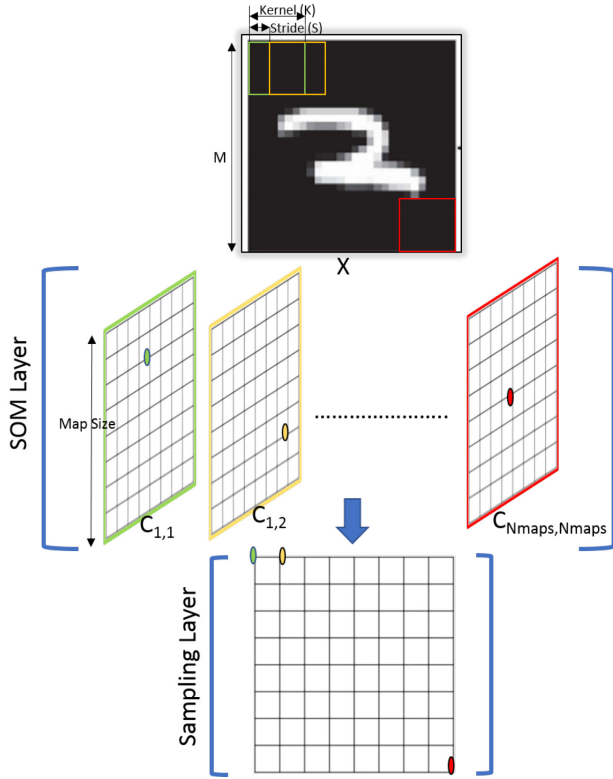 Kernel (K)
Stride (S)
M
X
SOM Layer
Map Size
C1,1
C1,2
CNmaps,Nmaps
Sampling Layer